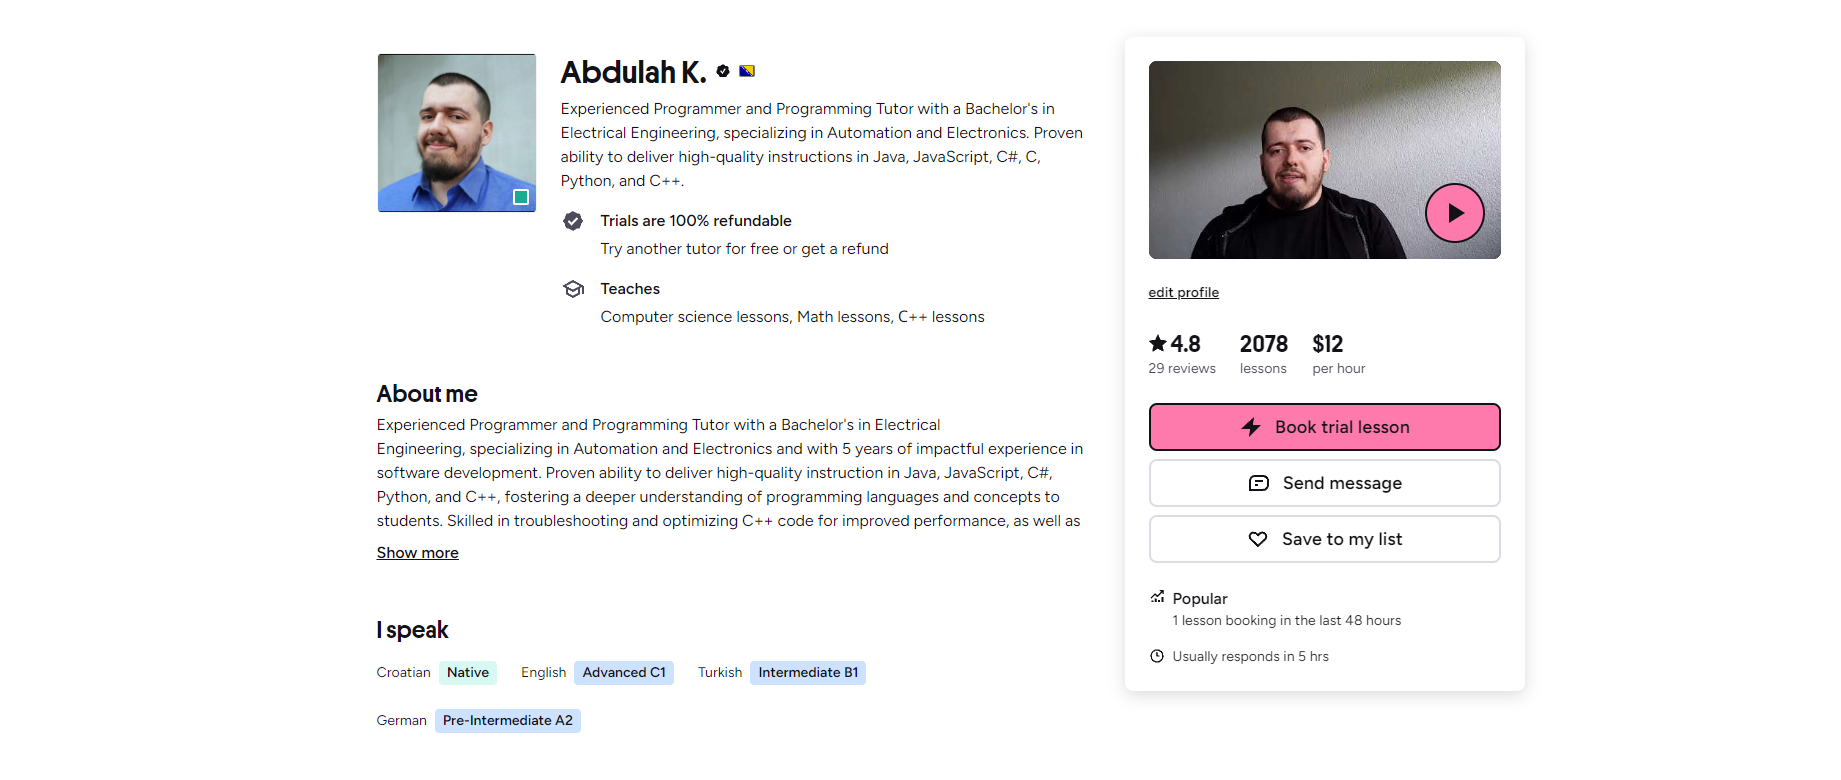 Abdulah K.
Experienced Programmer and Programming Tutor with a Bachelor's in
Electrical Engineering, specializing in Automation and Electronics. Proven
ability to deliver high-quality instructions in Java, JavaScript, C#, C,
Python, and C++.
Trials are 100% refundable
Try another tutor for free or get a refund
Teaches
Computer science lessons, Math lessons, C++ lessons
About me
Experienced Programmer and Programming Tutor with a Bachelor's in Electrical
Engineering, specializing in Automation and Electronics and with 5 years of impactful experience in
software development. Proven ability to deliver high-quality instruction in Java, JavaScript, C#,
Python, and C++, fostering a deeper understanding of programming languages and concepts to
students. Skilled in troubleshooting and optimizing C++ code for improved performance, as well as
Show more
I speak
Croatian Native English Advanced C1 Turkish Intermediate B1
German Pre-Intermediate A2
edit profile
4.8 2078 $12
29 reviews lessons per hour
Book trial lesson
Send message
Save to my list
Popular
1 lesson booking in the last 48 hours
Usually responds in 5 hrs